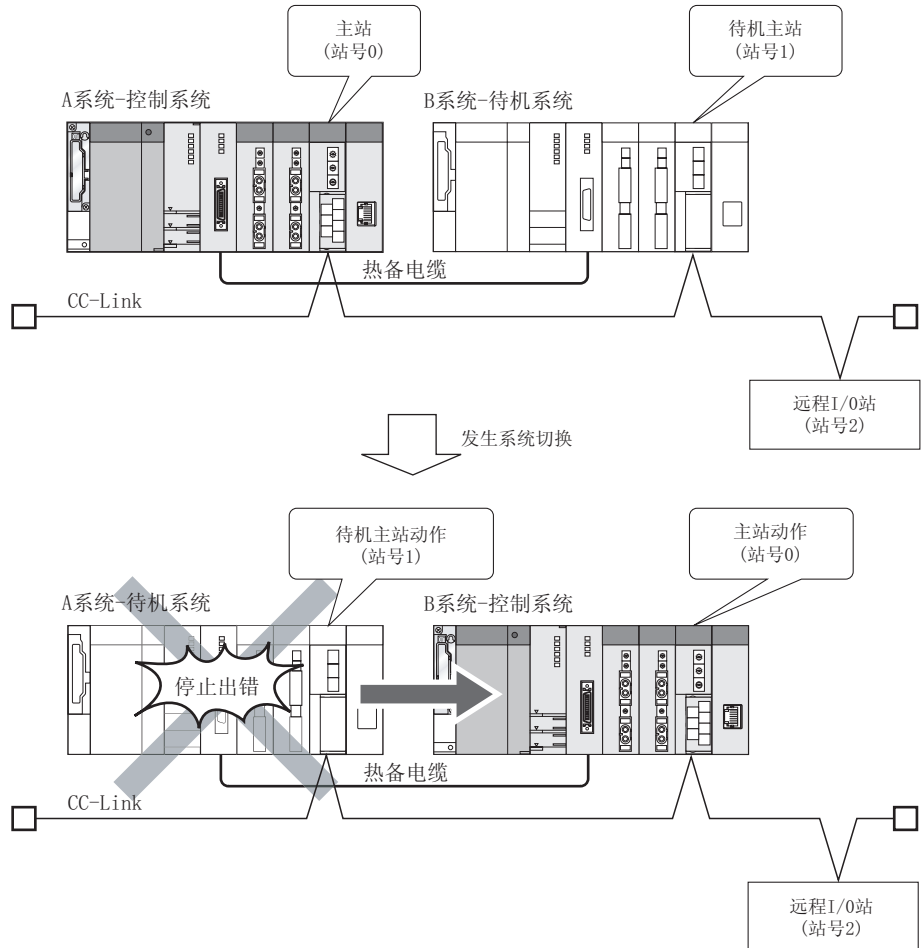 主站
(站号0)
待机主站
(站号1)
A系统-控制系统
B系统-待机系统
热备电缆
CC-Link
远程I/O站
(站号2)
发生系统切换
待机主站动作
(站号1)
主站动作
(站号0)
A系统-待机系统
B系统-控制系统
停止出错
热备电缆
CC-Link
远程I/O站
(站号2)